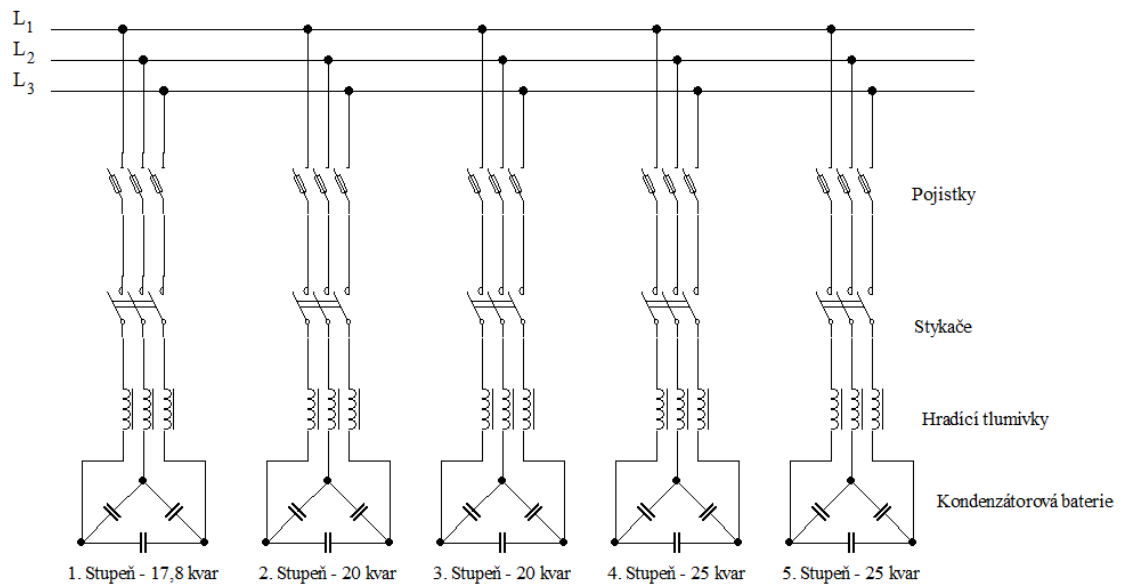 L1
L2
L3
Pojistky
Stykače
Hradící tlumivky
Kondenzátorová baterie
1. Stupeň - 17,8 kvar
2. Stupeň - 20 kvar
3. Stupeň - 20 kvar
4. Stupeň - 25 kvar
5. Stupeň - 25 kvar